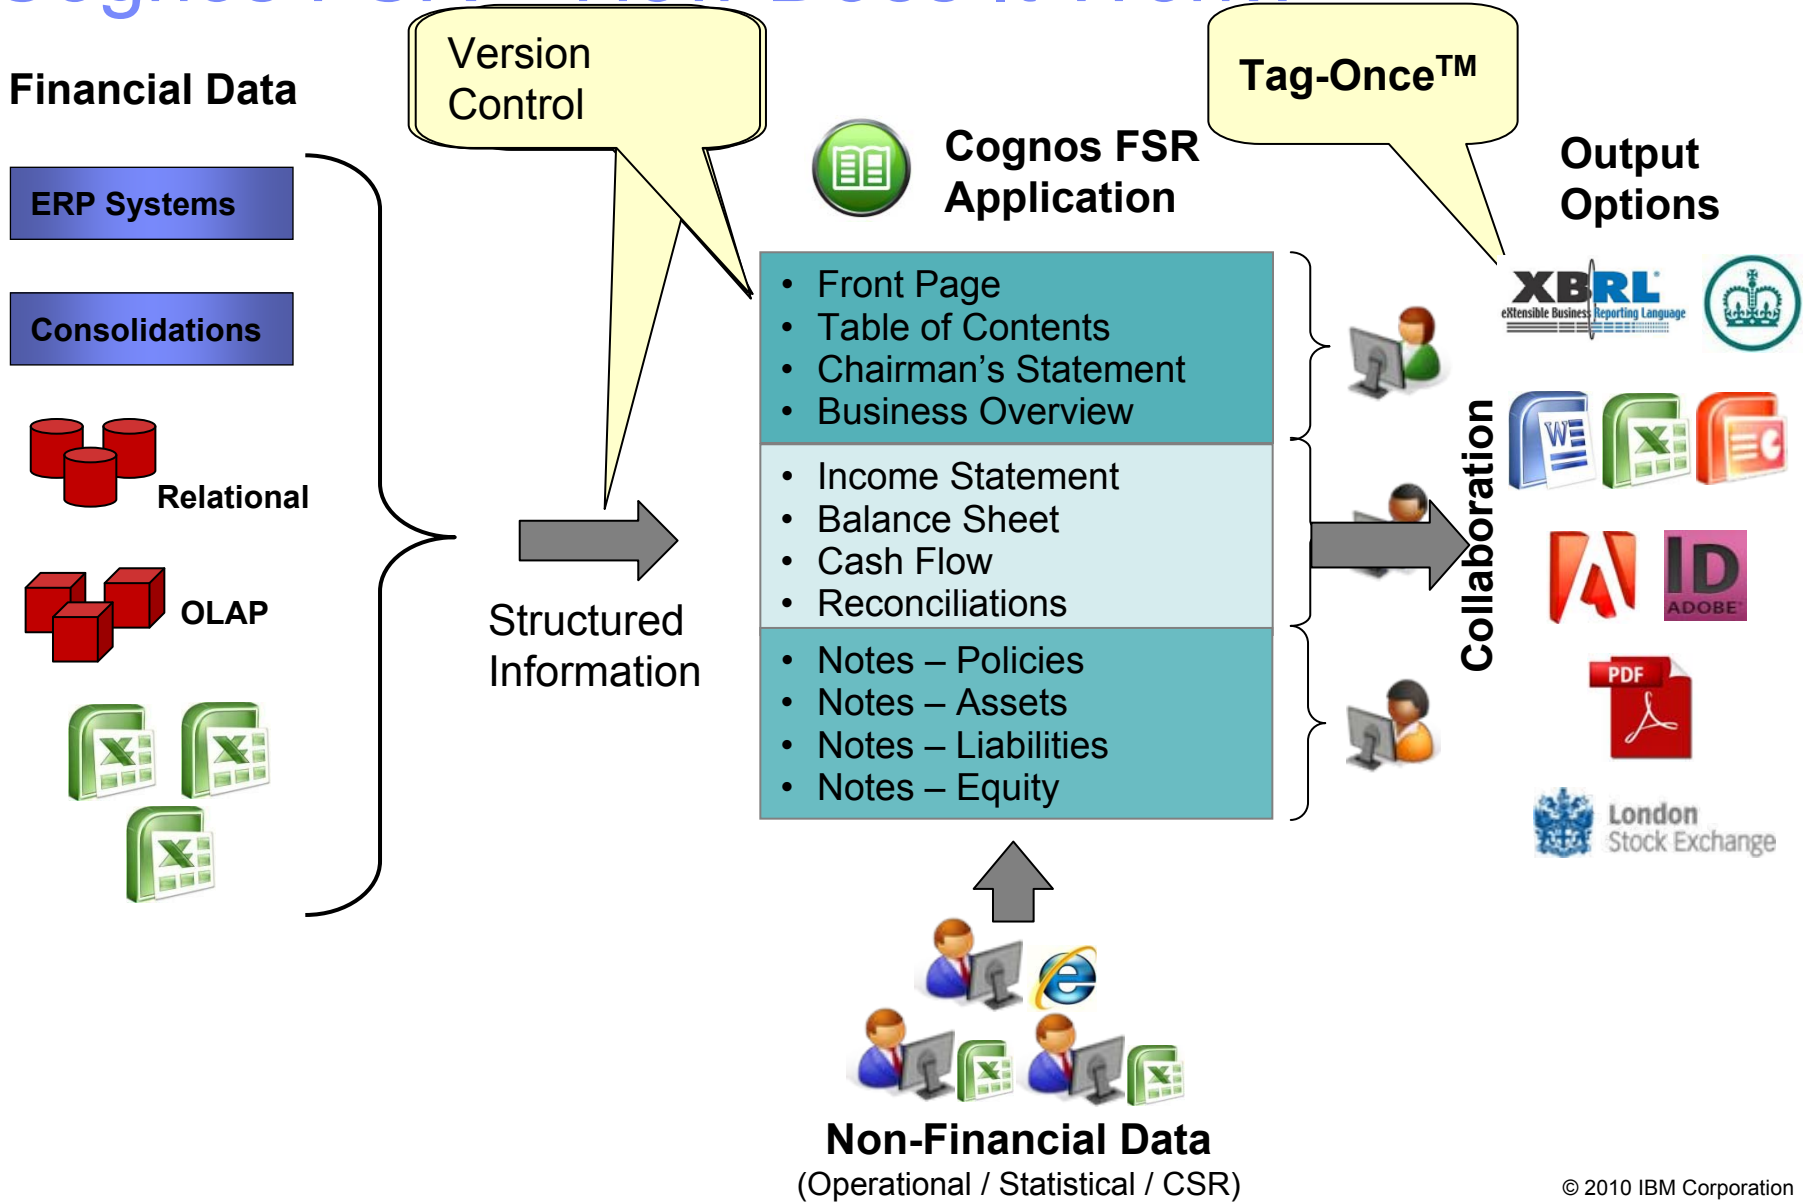 Version
Control
Tag-Once™
Financial Data
Cognos FSR
Application
Output
Options
ERP Systems
Consolidations
Relational
OLAP
Structured
Information
• Front Page
• Table of Contents
• Chairman’s Statement
• Business Overview
• Income Statement
• Balance Sheet
• Cash Flow
• Reconciliations
• Notes – Policies
• Notes – Assets
• Notes – Liabilities
• Notes – Equity
Collaboration
XBRL
eXtensible Business Reporting Language
ID
ADOBE
PDF
London
Stock Exchange
Non-Financial Data
(Operational / Statistical / CSR)
© 2010 IBM Corporation